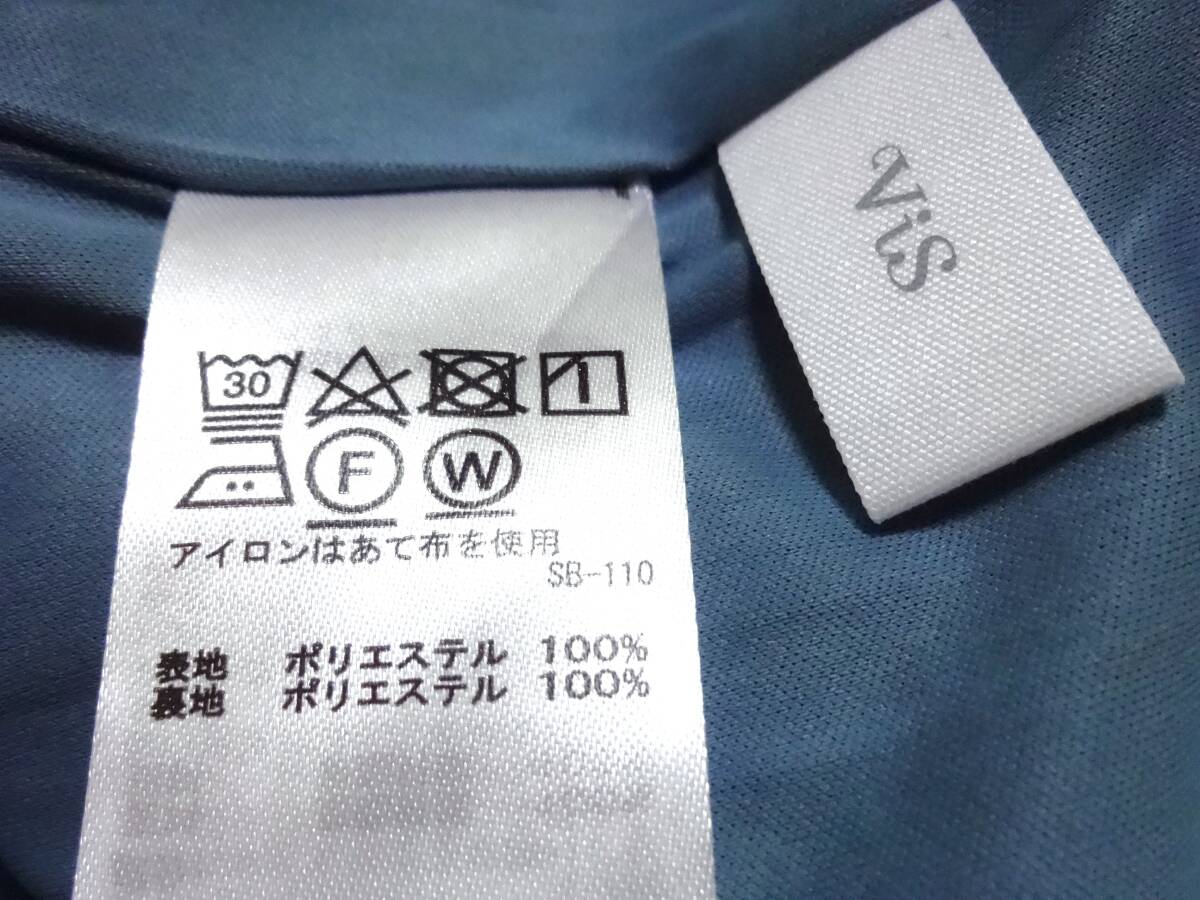 ViS
30
F W
アイロンはあて布を使用
SB-110
表地 ポリエステル 100%
裏地 ポリエステル 100%